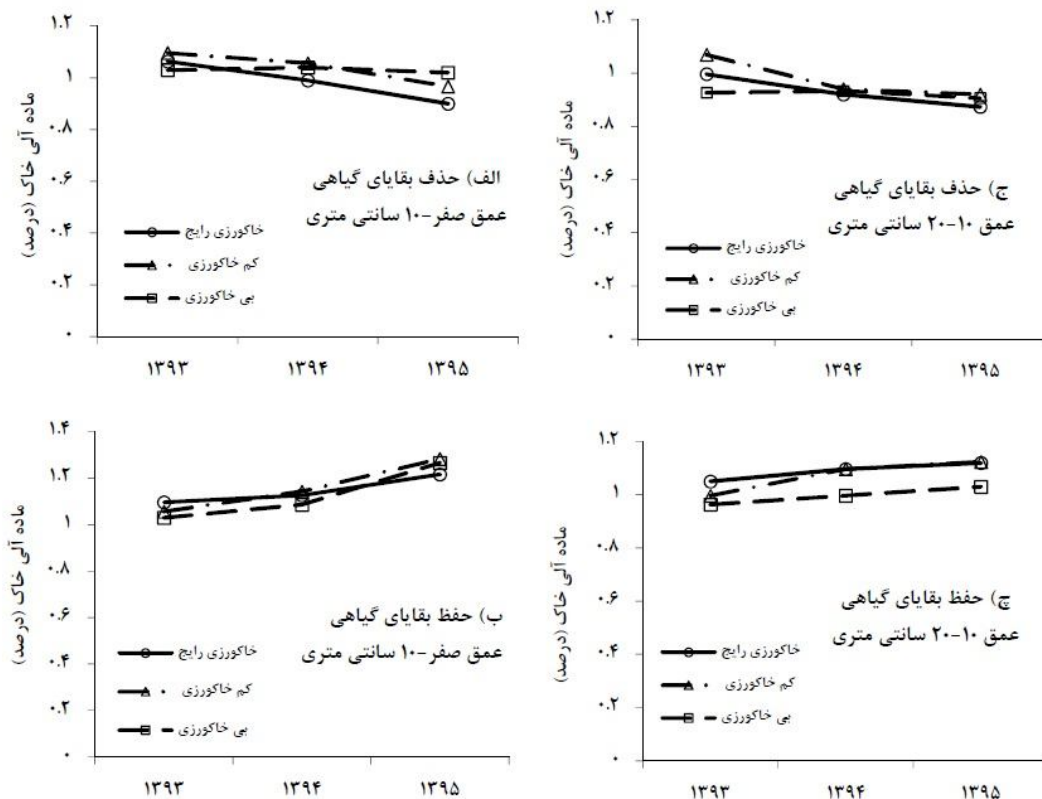 ۱.۲
۱
۰.۸
۰.۶
۰.۴
۰.۲
۰
ماده آلی خاک (درصد)
الف) حذف بقایای گیاهی
عمق صفر-۱۰ سانتی متری
خاکورزی رایج
کم خاکورزی
بی خاکورزی
۱۳۹۳ ۱۳۹۴ ۱۳۹۵
۱.۲
۱
۰.۸
۰.۶
۰.۴
۰.۲
۰
ماده آلی خاک (درصد)
ج) حذف بقایای گیاهی
عمق ۱۰-۲۰ سانتی متری
خاکورزی رایج
کم خاکورزی
بی خاکورزی
۱۳۹۳ ۱۳۹۴ ۱۳۹۵
۱.۴
۱.۲
۱
۰.۸
۰.۶
۰.۴
۰.۲
۰
ماده آلی خاک (درصد)
ب) حفظ بقایای گیاهی
عمق صفر-۱۰ سانتی متری
خاکورزی رایج
کم خاکورزی
بی خاکورزی
۱۳۹۳ ۱۳۹۴ ۱۳۹۵
۱.۲
۱
۰.۸
۰.۶
۰.۴
۰.۲
۰
ماده آلی خاک (درصد)
چ) حفظ بقایای گیاهی
عمق ۱۰-۲۰ سانتی متری
خاکورزی رایج
کم خاکورزی
بی خاکورزی
۱۳۹۳ ۱۳۹۴ ۱۳۹۵